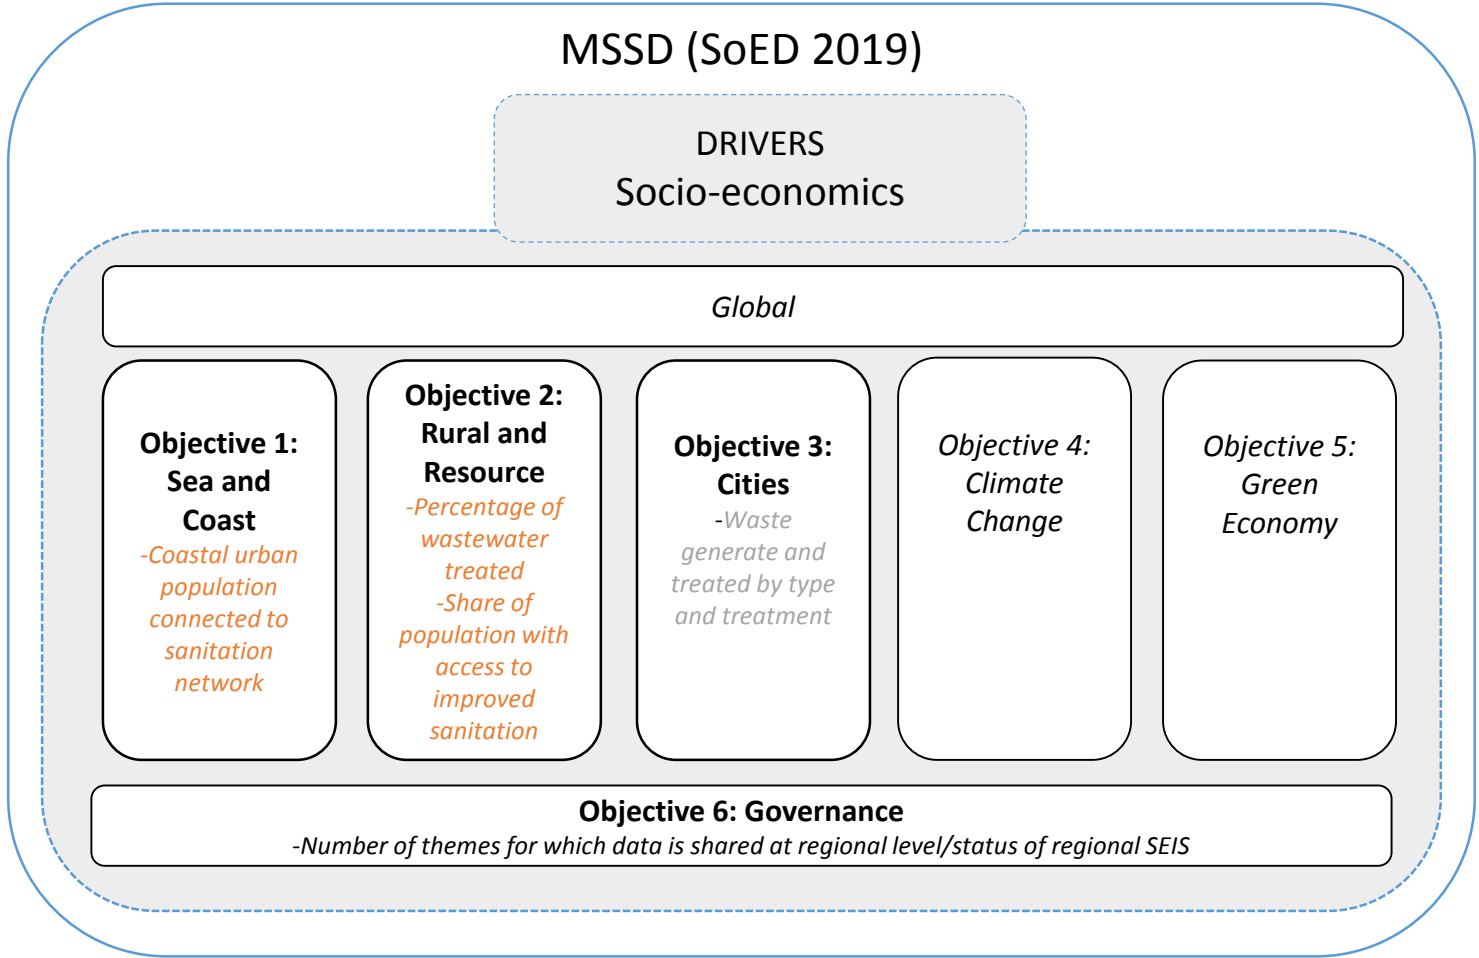 MSSD (SoED 2019)
DRIVERS
Socio-economics
Global
Objective 1:
Sea and
Coast
-Coastal urban
population
connected to
sanitation
network
Objective 2:
Rural and
Resource
-Percentage of
wastewater
treated
-Share of
population with
access to
improved
sanitation
Objective 3:
Cities
-Waste
generate and
treated by type
and treatment
Objective 4:
Climate
Change
Objective 5:
Green
Economy
Objective 6: Governance
-Number of themes for which data is shared at regional level/status of regional SEIS